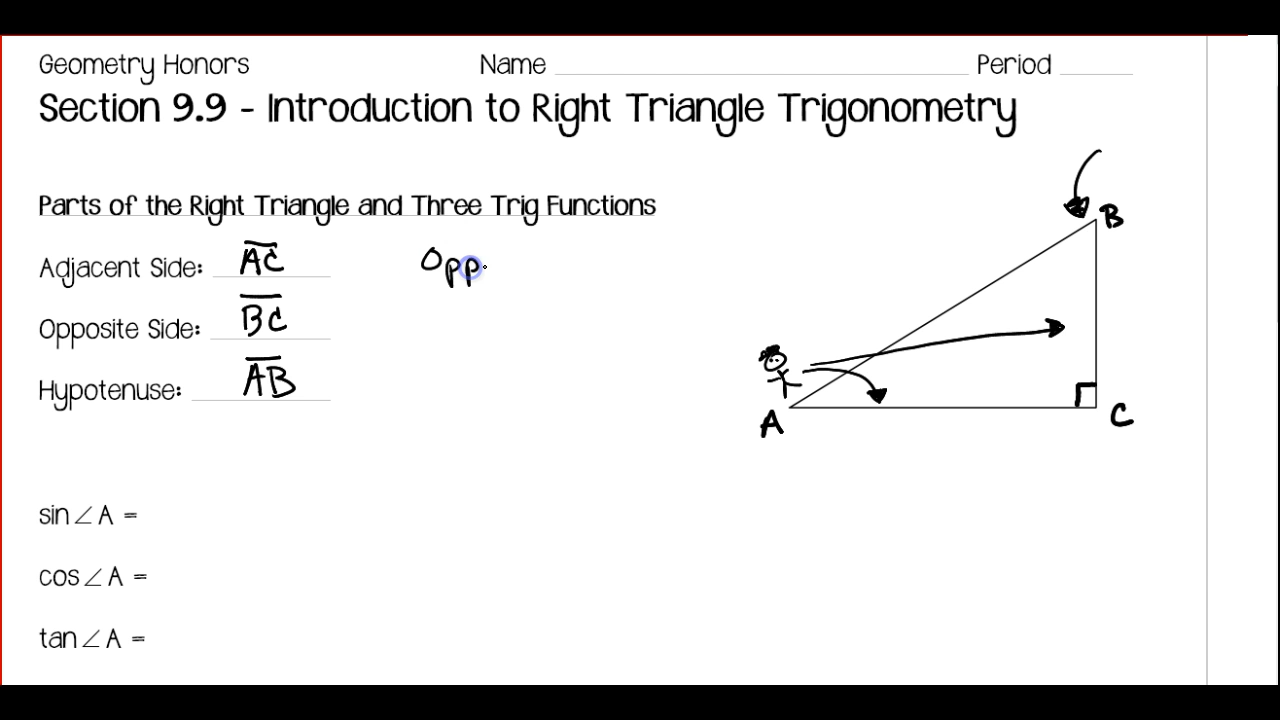 Geometry Honors Name Period
Section 9.9 - Introduction to Right Triangle Trigonometry
Parts of the Right Triangle and Three Trig Functions
Adjacent Side: AC Opp.
Opposite Side: BC
Hypotenuse: AB
B
A
C
sin∠A =
cos∠A =
tan∠A =